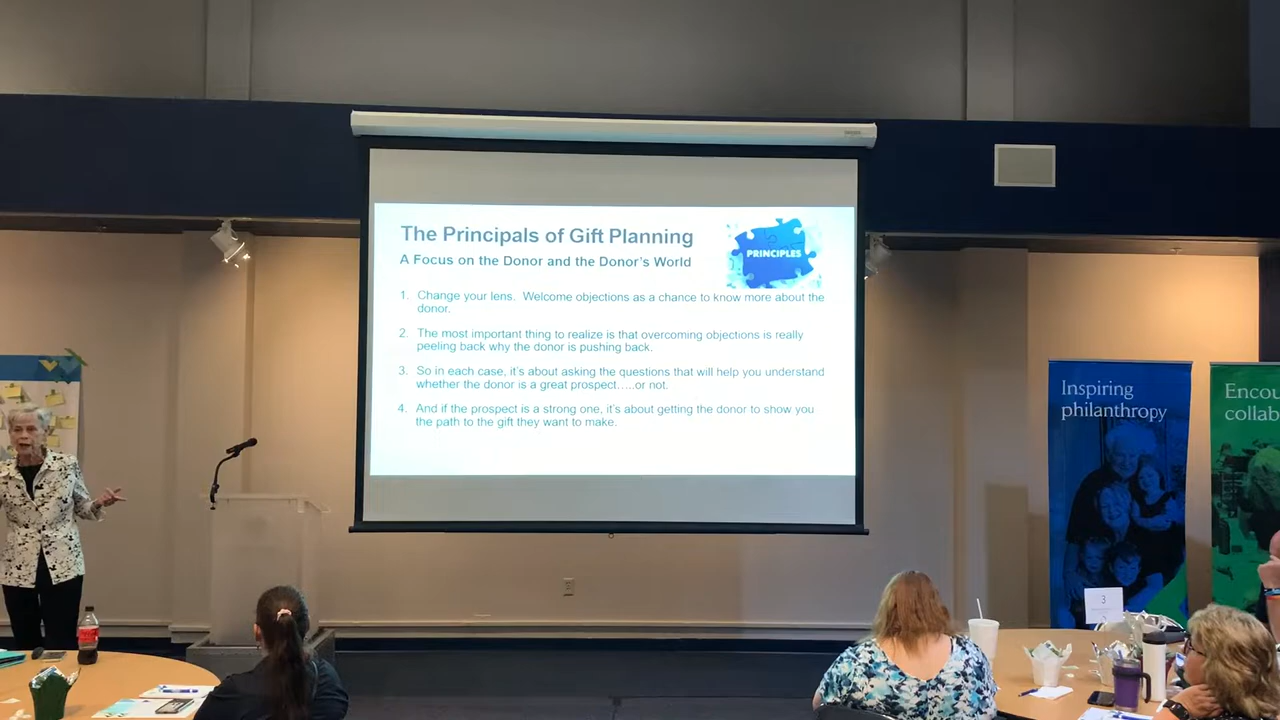 The Principals of Gift Planning
A Focus on the Donor and the Donor's World
PRINCIPLES
1. Change your lens. Welcome objections as a chance to know more about the
donor.
2. The most important thing to realize is that overcoming objections is really
peeling back why the donor is pushing back.
3. So in each case, it's about asking the questions that will help you understand
whether the donor is a great prospect.....or not.
4. And if the prospect is a strong one, it's about getting the donor to show you
the path to the gift they want to make.
Inspiring
philanthropy
Encou
collab
3